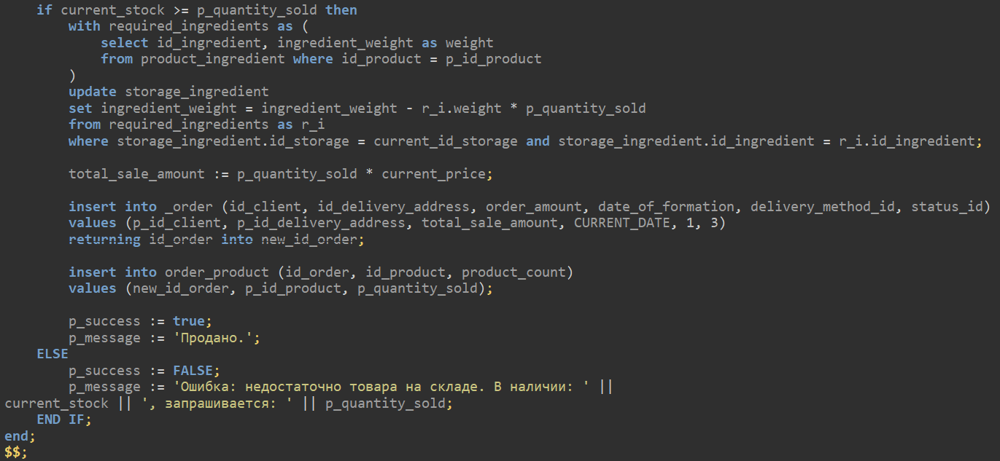 if current_stock >= p_quantity_sold then
with required_ingredients as (
select id_ingredient, ingredient_weight as weight
from product_ingredient where id_product = p_id_product
)
update storage_ingredient
set ingredient_weight = ingredient_weight - r_i.weight * p_quantity_sold
from required_ingredients as r_i
where storage_ingredient.id_storage = current_id_storage and storage_ingredient.id_ingredient = r_i.id_ingredient;
total_sale_amount := p_quantity_sold * current_price;
insert into _order (id_client, id_delivery_address, order_amount, date_of_formation, delivery_method_id, status_id)
values (p_id_client, p_id_delivery_address, total_sale_amount, CURRENT_DATE, 1, 3)
returning id_order into new_id_order;
insert into order_product (id_order, id_product, product_count)
values (new_id_order, p_id_product, p_quantity_sold);
p_success := true;
p_message := 'Продано.';
ELSE
p_success := FALSE;
p_message := 'Ошибка: недостаточно товара на складе. В наличии: ' ||
current_stock || ', запрашивается: ' || p_quantity_sold;
END IF;
end;
$$;